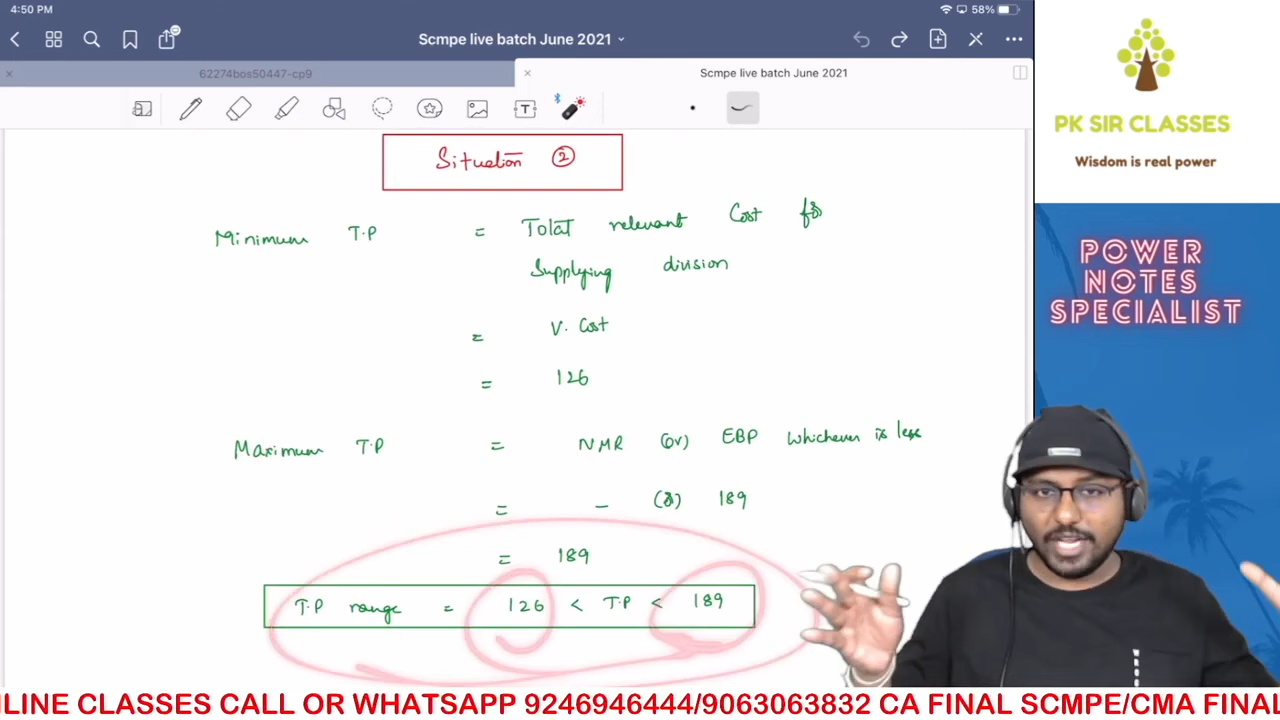 4:50 PM
58%
Scmpe live batch June 2021
62274bos50447-cp9
Scmpe live batch June 2021
PK SIR CLASSES
Wisdom is real power
POWER
NOTES
SPECIALIST
Situation ②
Minimum T.P = Total relevant Cost for
Supplying division
= V. Cost
= 126
Maximum T.P = NMR (or) EBP whichever is less
= - (or) 189
= 189
T.P range = 126 < T.P < 189
NLINE CLASSES CALL OR WHATSAPP 9246946444/9063063832 CA FINAL SCMPE/CMA FINAL